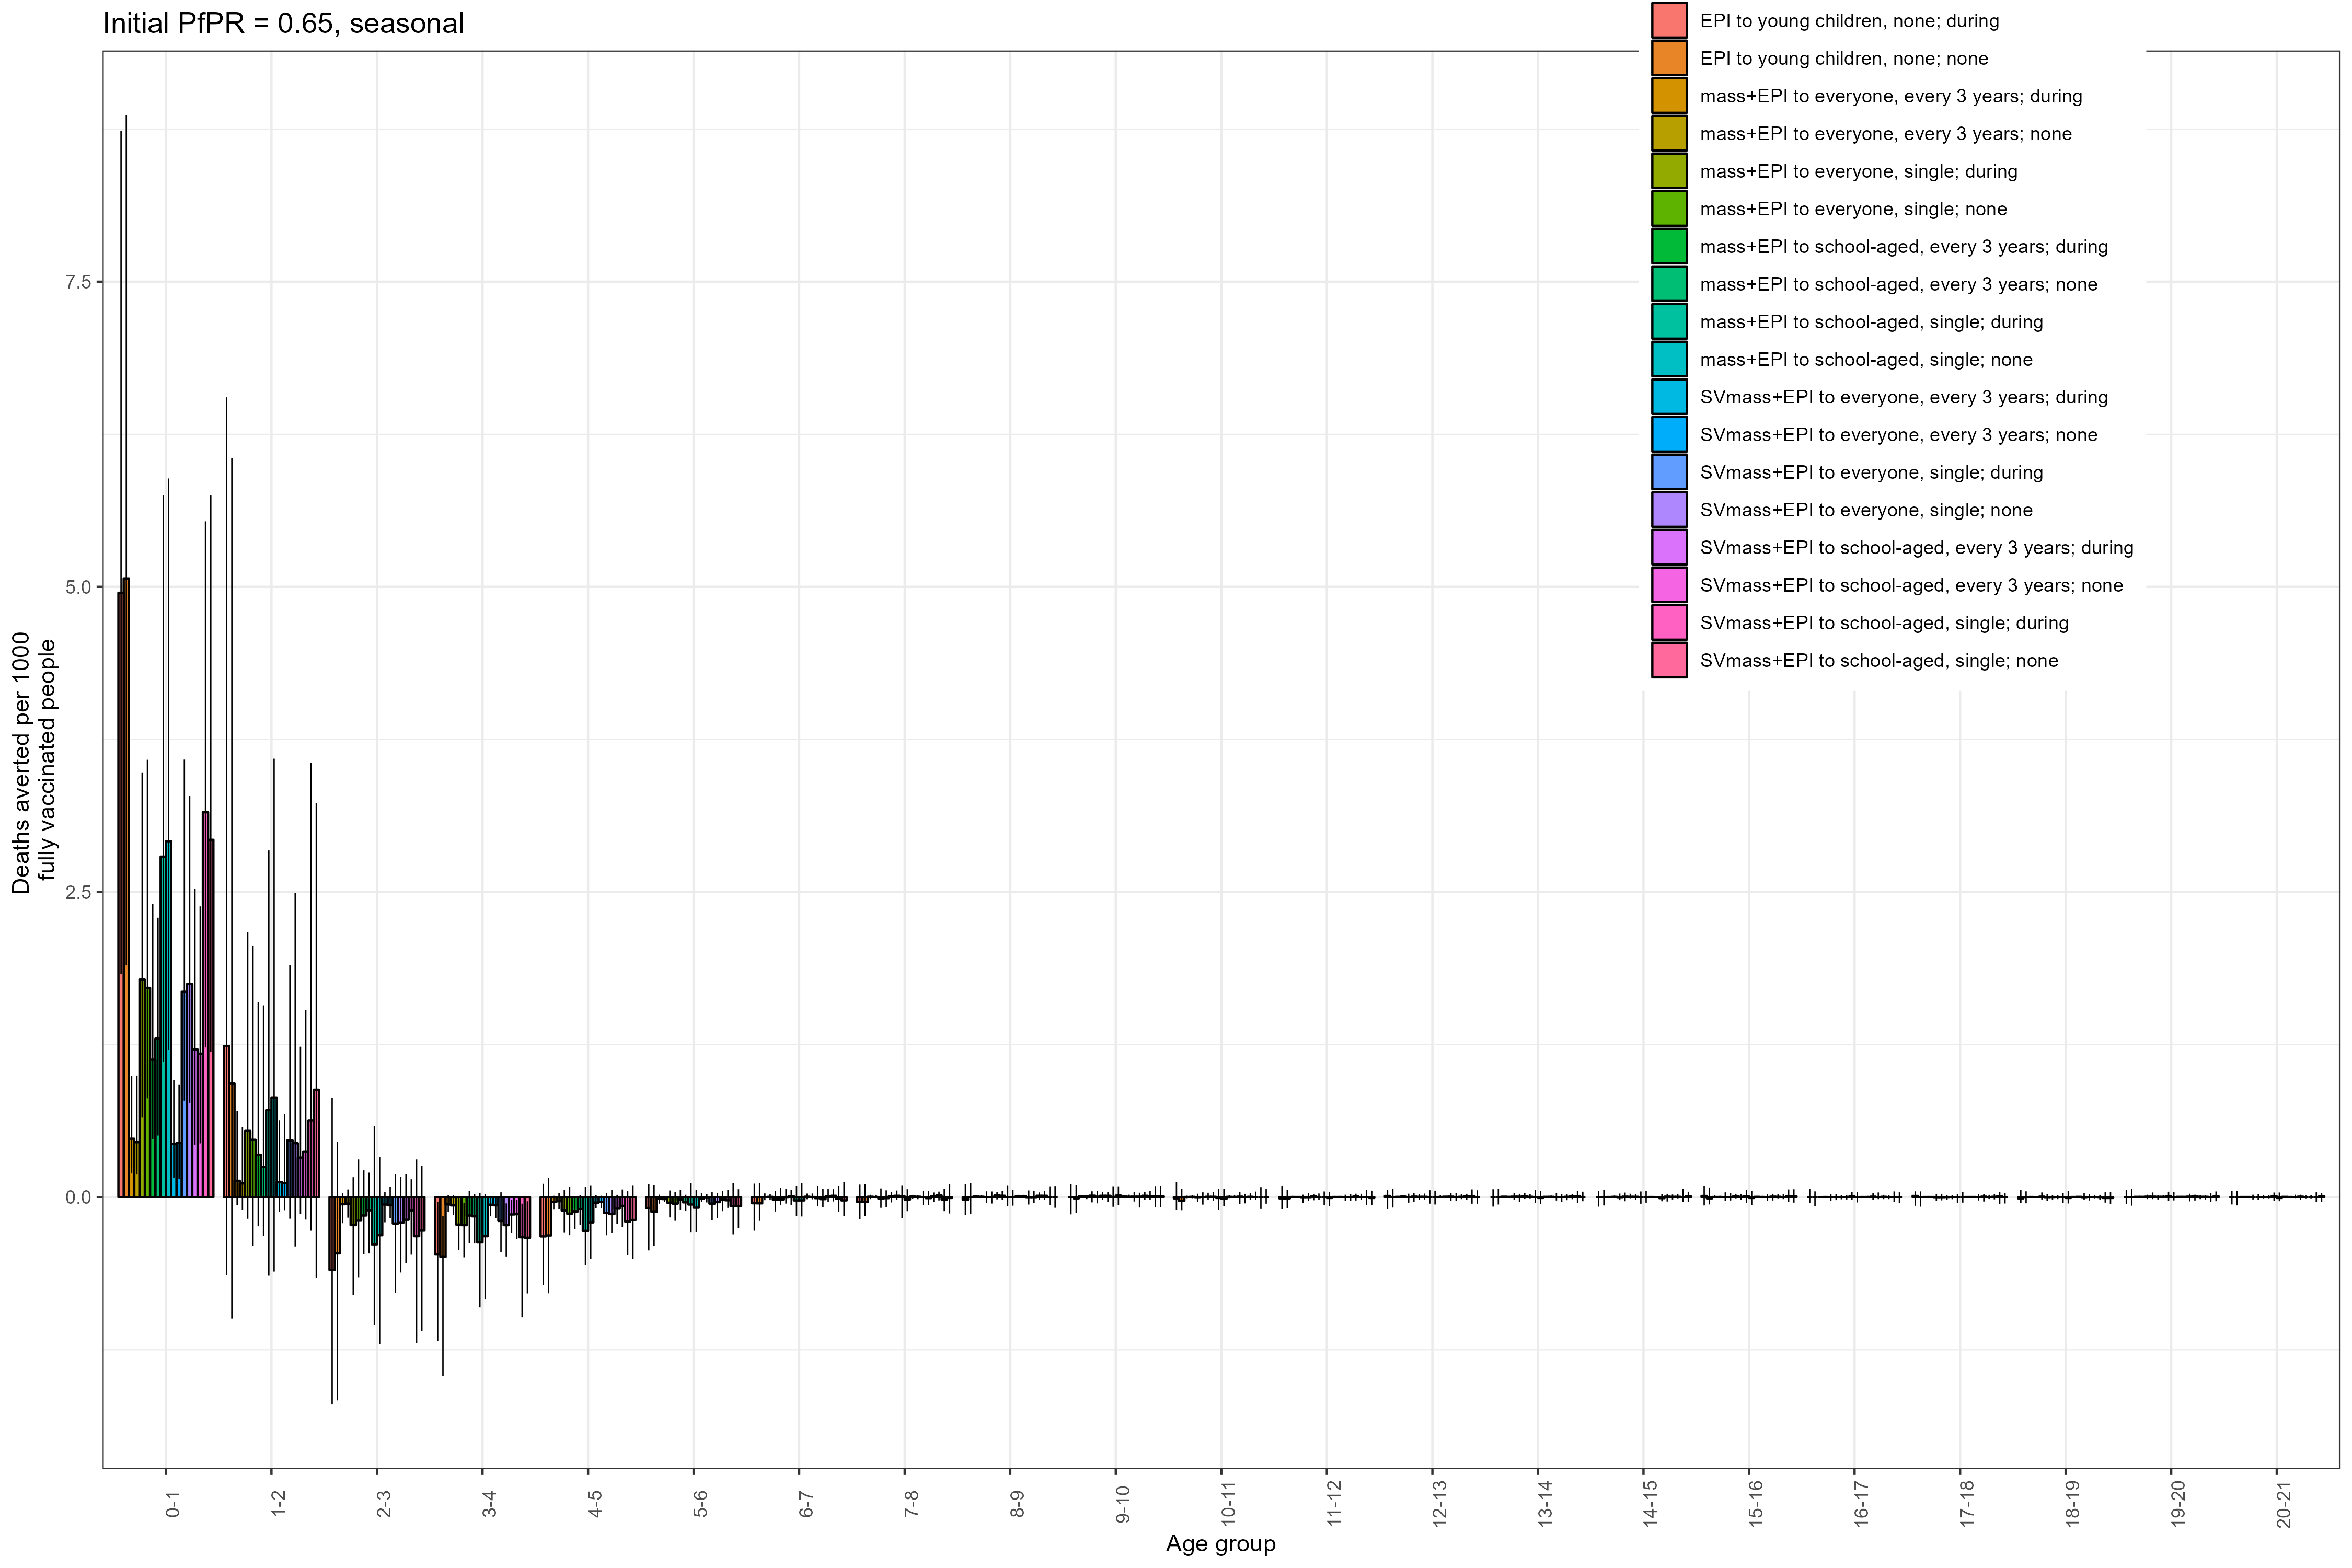 Initial PfPR = 0.65, seasonal
EPI to young children, none; during
EPI to young children, none; none
mass+EPI to everyone, every 3 years; during
mass+EPI to everyone, every 3 years; none
mass+EPI to everyone, single; during
mass+EPI to everyone, single; none
mass+EPI to school-aged, every 3 years; during
mass+EPI to school-aged, every 3 years; none
mass+EPI to school-aged, single; during
mass+EPI to school-aged, single; none
SVmass+EPI to everyone, every 3 years; during
SVmass+EPI to everyone, every 3 years; none
SVmass+EPI to everyone, single; during
SVmass+EPI to everyone, single; none
SVmass+EPI to school-aged, every 3 years; during
SVmass+EPI to school-aged, every 3 years; none
SVmass+EPI to school-aged, single; during
SVmass+EPI to school-aged, single; none
Deaths averted per 1000
fully vaccinated people
7.5
5.0
2.5
0.0
0-1
1-2
2-3
3-4
4-5
5-6
6-7
7-8
8-9
9-10
10-11
11-12
12-13
13-14
14-15
15-16
16-17
17-18
18-19
19-20
20-21
Age group